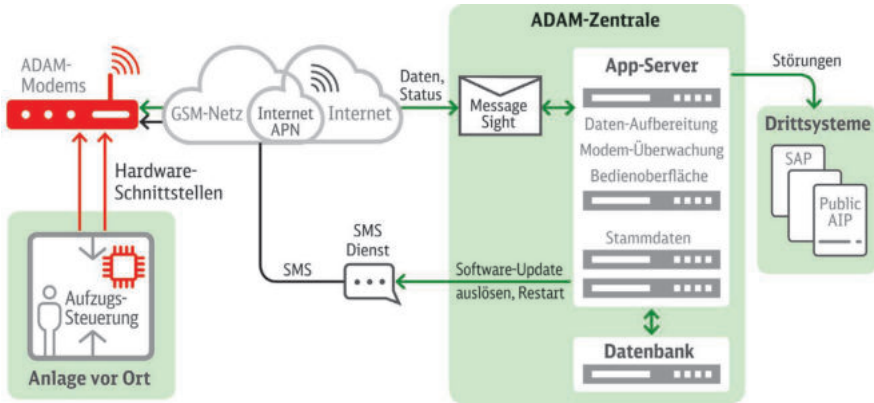 ADAM-Zentrale
ADAM-
Modems
GSM-Netz
Internet
APN
Internet
Daten,
Status
Message
Sight
App-Server
Daten-Aufbereitung
Modem-Überwachung
Bedienoberfläche
Stammdaten
Störungen
Drittsysteme
SAP
Public
AIP
Hardware-
Schnittstellen
Aufzugs-
Steuerung
Anlage vor Ort
SMS
SMS
Dienst
Software-Update
auslösen, Restart
Datenbank